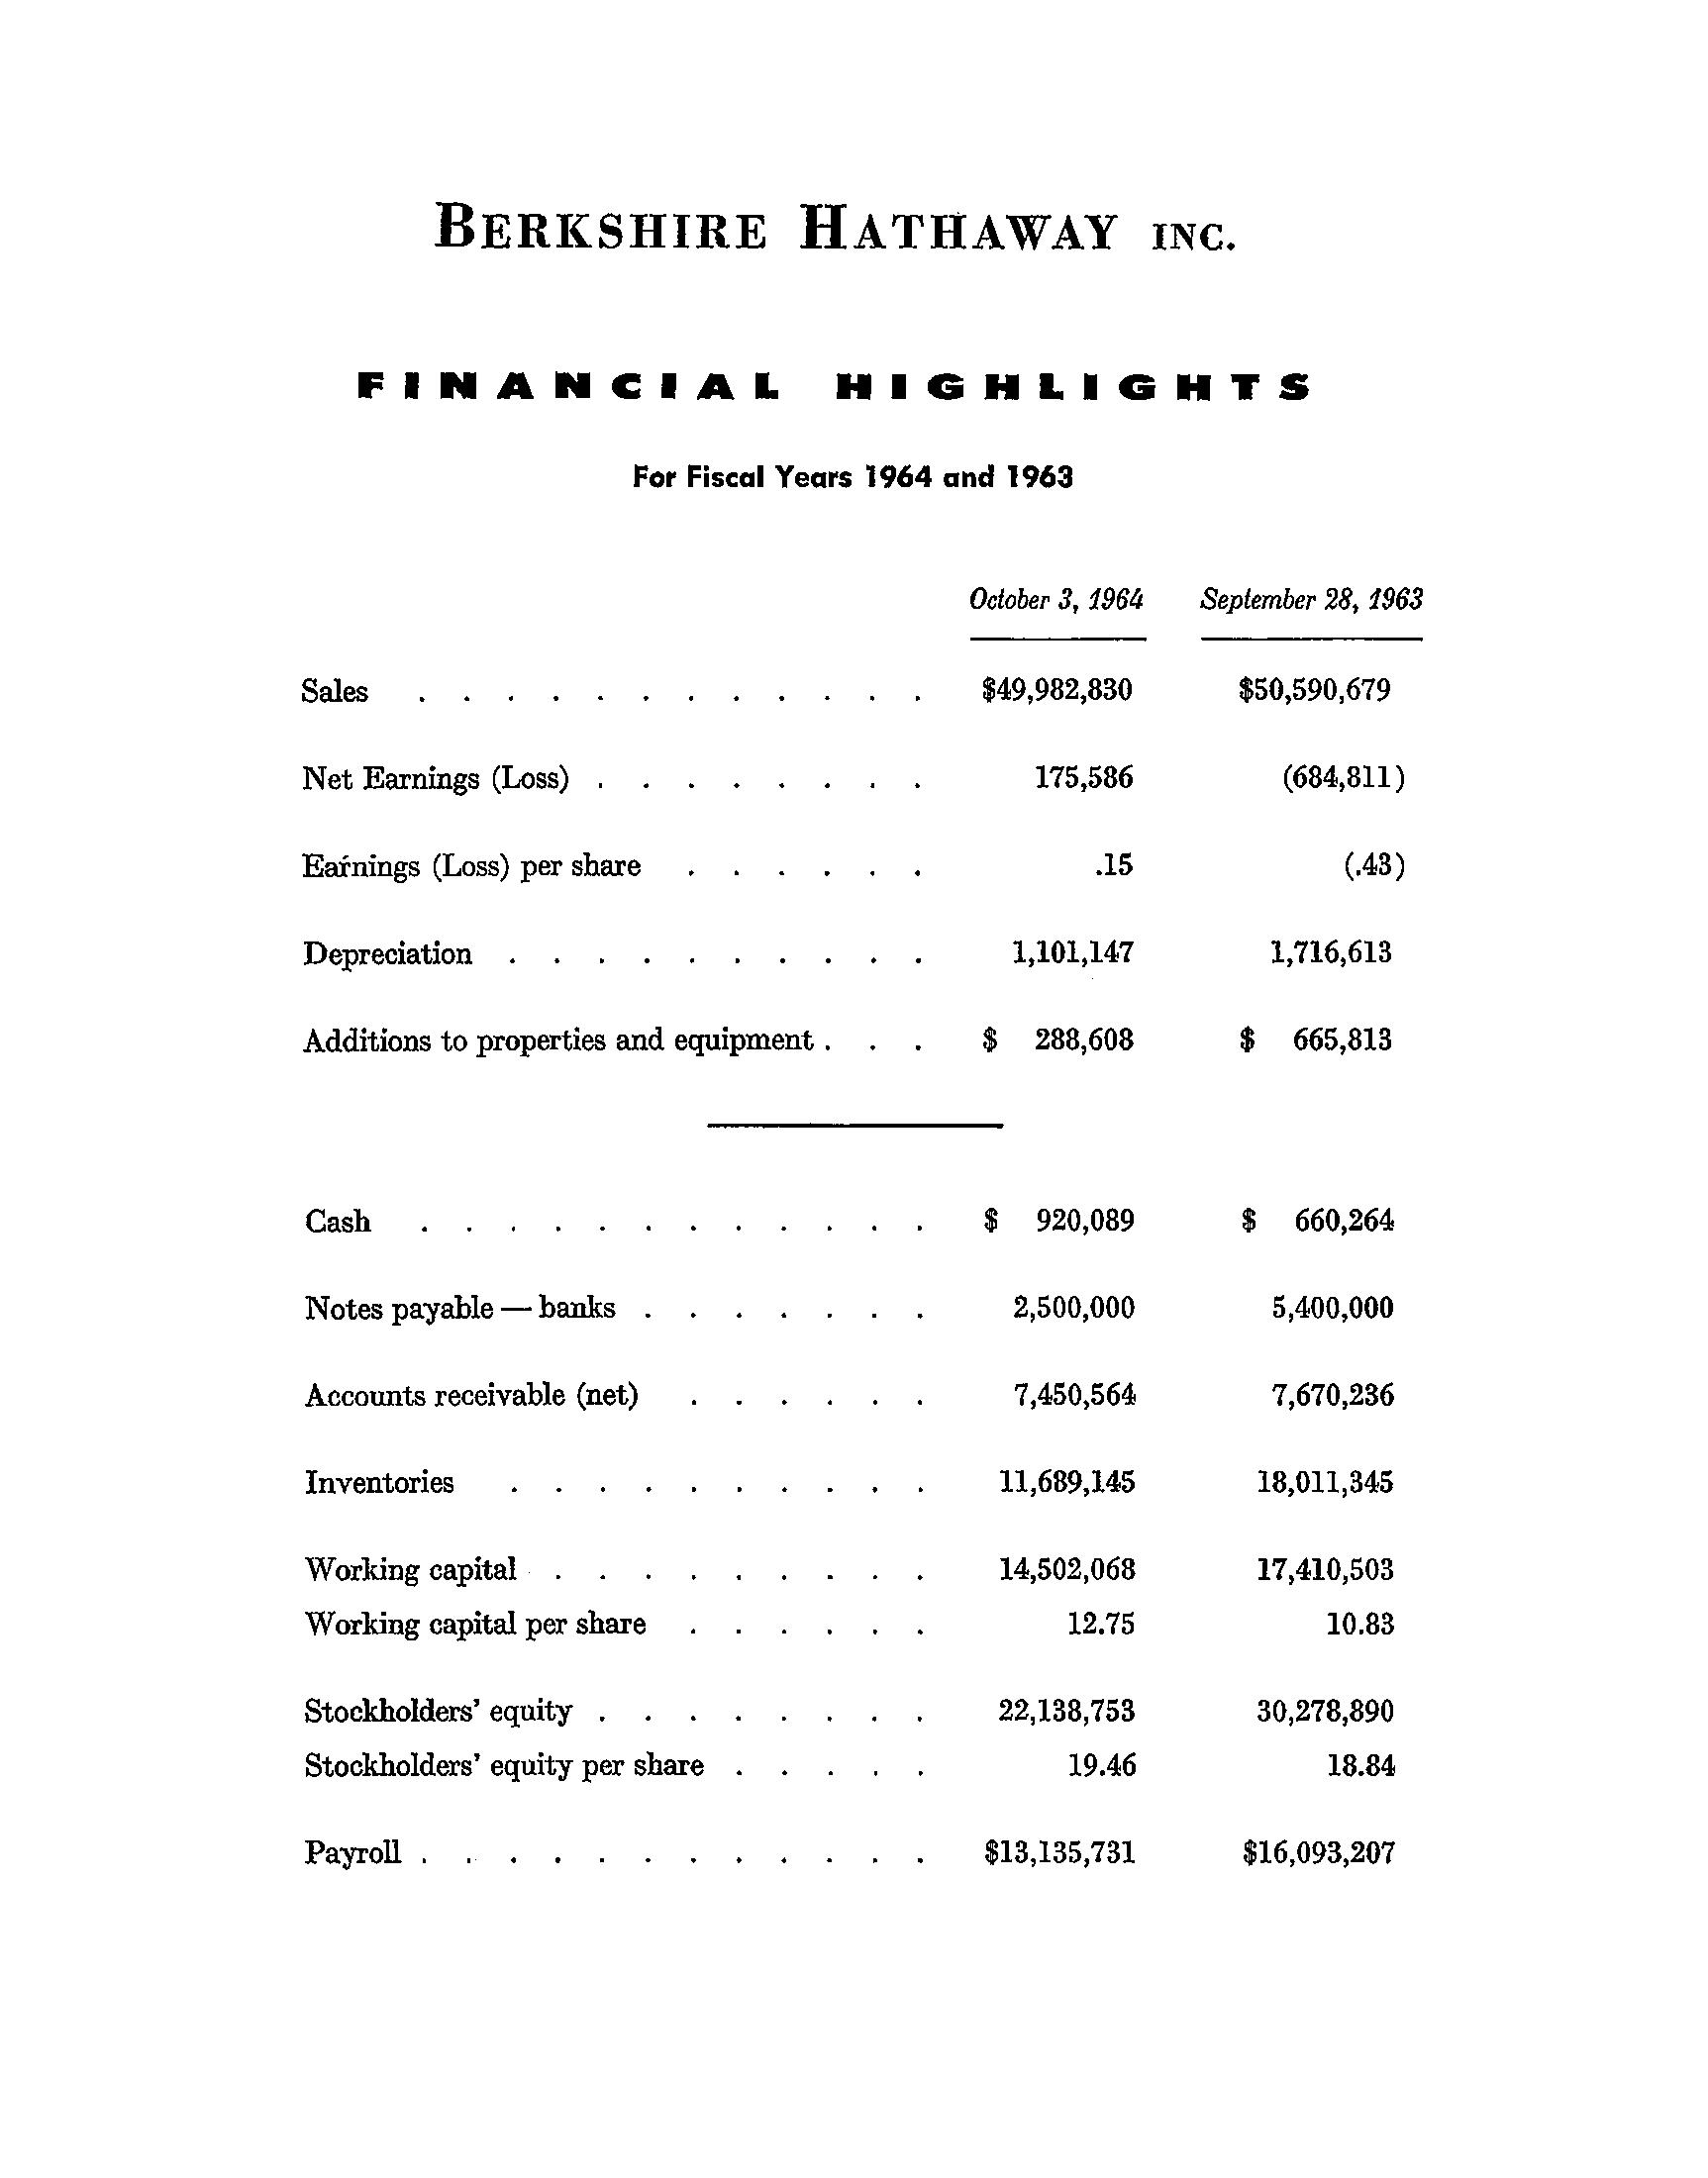 BERKSHIRE HATHAWAY INC.
FINANCIAL HIGHLIGHTS
For Fiscal Years 1964 and 1963
October 3, 1964 September 28, 1963
Sales . . . . . . . . . . . . $49,982,830 $50,590,679
Net Earnings (Loss) . . . . . . . . 175,586 (684,811)
Earnings (Loss) per share . . . . . . .15 (.43)
Depreciation . . . . . . . . . . 1,101,147 1,716,613
Additions to properties and equipment . . . $ 288,608 $ 665,813
Cash . . . . . . . . . . . . $ 920,089 $ 660,264
Notes payable — banks . . . . . . . 2,500,000 5,400,000
Accounts receivable (net) . . . . . . 7,450,564 7,670,236
Inventories . . . . . . . . . . 11,689,145 18,011,345
Working capital . . . . . . . . . 14,502,068 17,410,503
Working capital per share . . . . . . 12.75 10.83
Stockholders' equity . . . . . . . . 22,138,753 30,278,890
Stockholders' equity per share . . . . . 19.46 18.84
Payroll . . . . . . . . . . . . $13,135,731 $16,093,207